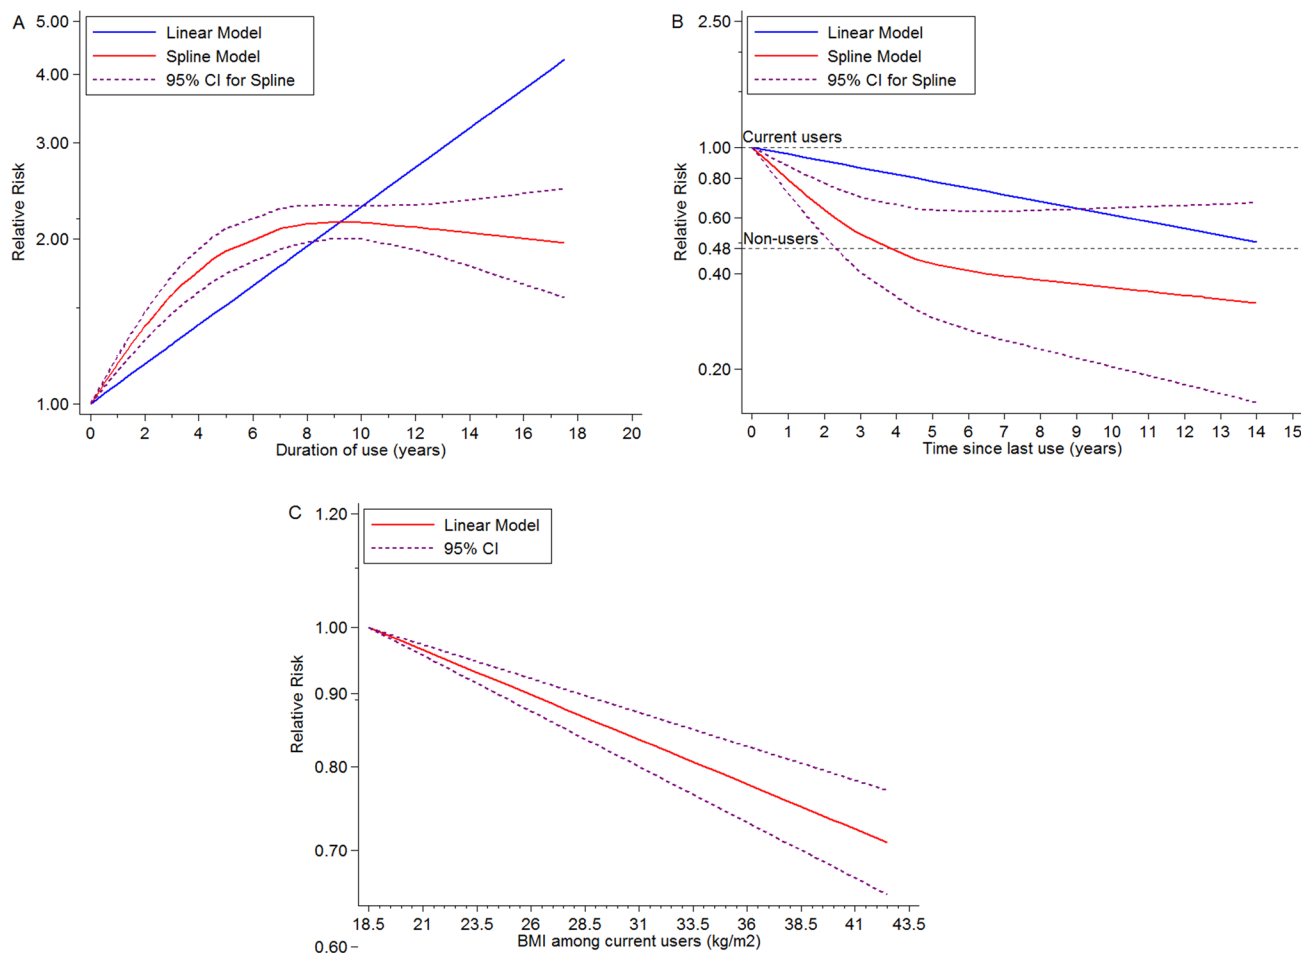 A
5.00
4.00
3.00
2.00
1.00
Relative Risk
Linear Model
Spline Model
95% CI for Spline
0 2 4 6 8 10 12 14 16 18 20
Duration of use (years)
B
2.50
1.00
0.80
0.60
0.48
0.40
0.20
Relative Risk
Linear Model
Spline Model
95% CI for Spline
Current users
Non-users
0 1 2 3 4 5 6 7 8 9 10 11 12 13 14 15
Time since last use (years)
C
1.20
1.00
0.90
0.80
0.70
0.60
Relative Risk
Linear Model
95% CI
18.5 21 23.5 26 28.5 31 33.5 36 38.5 41 43.5
BMI among current users (kg/m2)